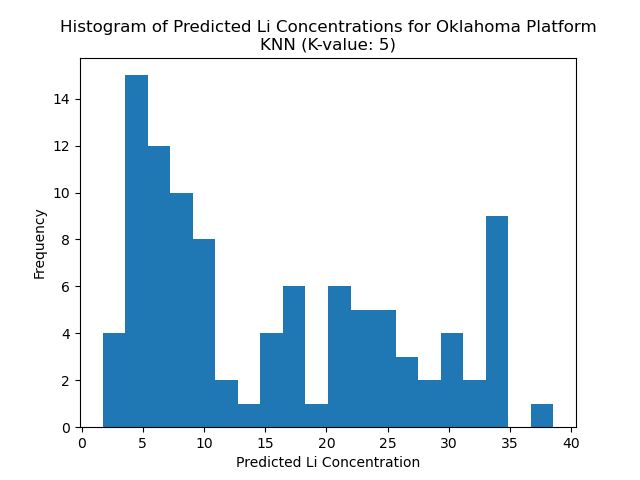 Histogram of Predicted Li Concentrations for Oklahoma Platform
KNN (K-value: 5)
14
12
10
8
6
4
2
0
Frequency
0 5 10 15 20 25 30 35 40
Predicted Li Concentration